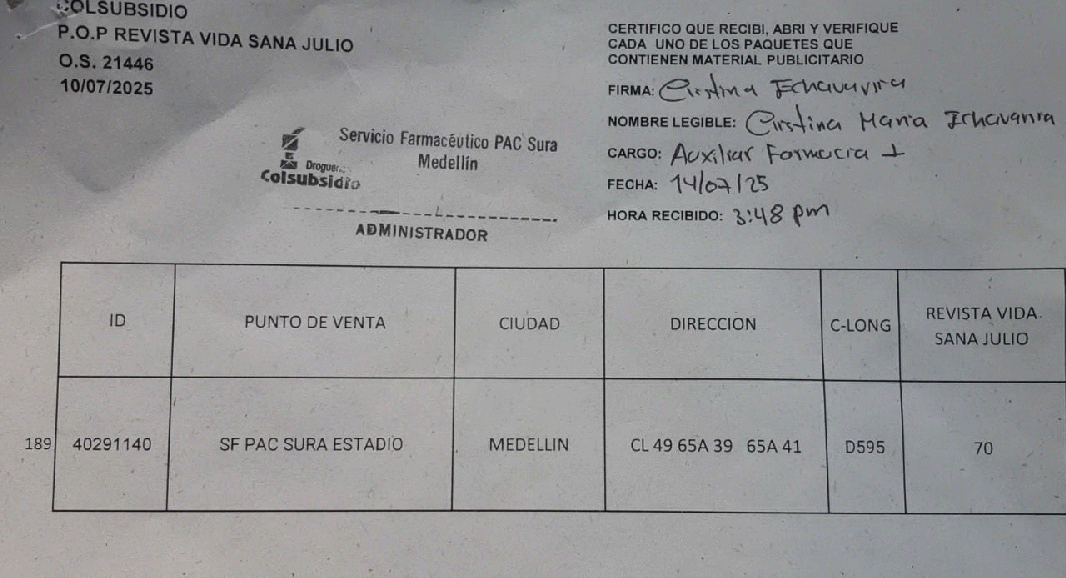 COLSUBSIDIO
P.O.P REVISTA VIDA SANA JULIO
O.S. 21446
10/07/2025
CERTIFICO QUE RECIBI, ABRI Y VERIFIQUE
CADA UNO DE LOS PAQUETES QUE
CONTIENEN MATERIAL PUBLICITARIO
FIRMA: Cristina Echavarria
NOMBRE LEGIBLE: Cristina Maria Echavarria
CARGO: Auxiliar Farmacia
FECHA: 14/07/25
HORA RECIBIDO: 3:48 pm
Servicio Farmacéutico PAC Sura
Medellín
Colsubsidio
ADMINISTRADOR
ID PUNTO DE VENTA CIUDAD DIRECCION C-LONG REVISTA VIDA
SANA JULIO
189 40291140 SF PAC SURA ESTADIO MEDELLIN CL 49 65A 39 65A 41 D595 70